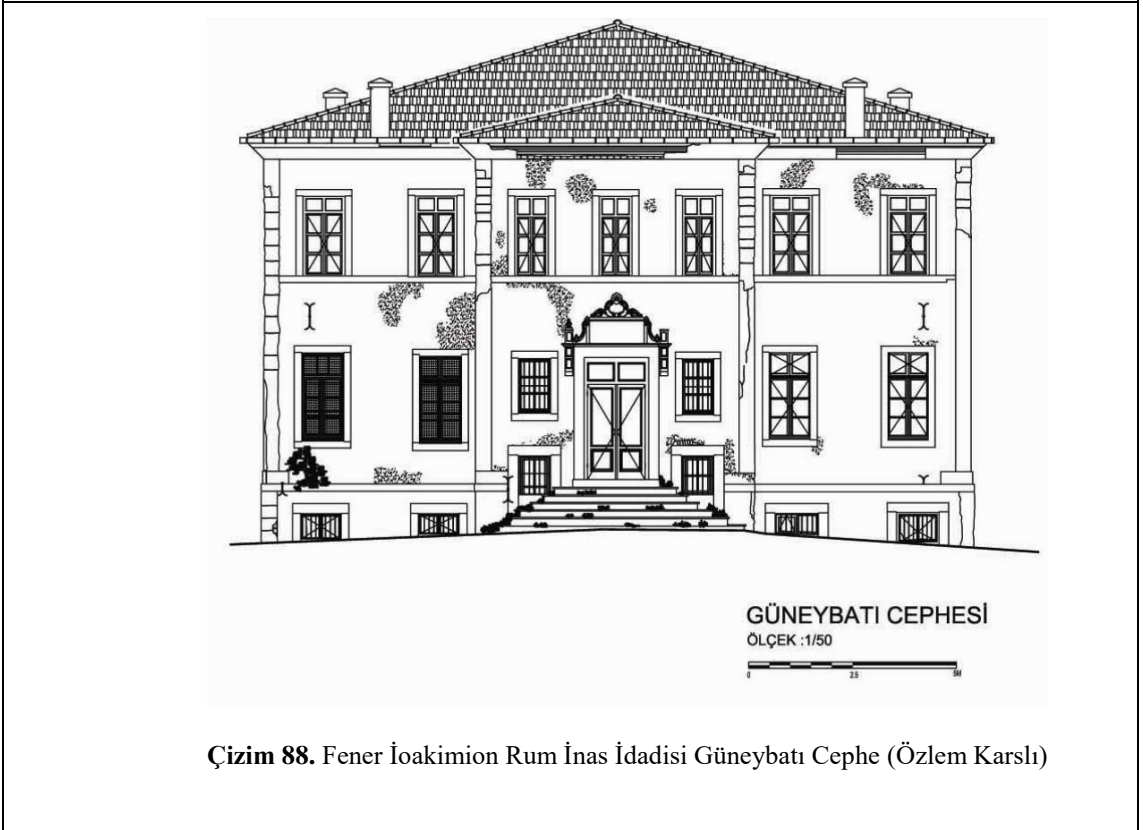 GÜNEYBATI CEPHESİ
ÖLÇEK :1/50
0 2.5 5M
Çizim 88. Fener İoakimion Rum İnas İdadisi Güneybatı Cephe (Özlem Karslı)